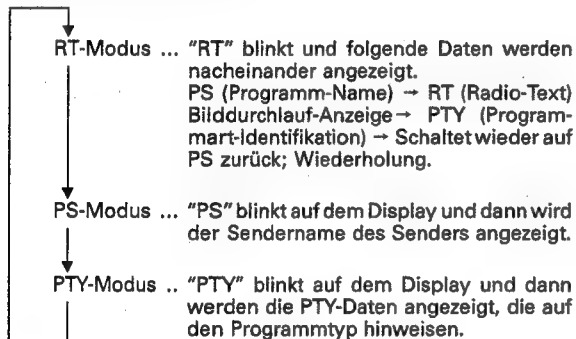 RT-Modus ... "RT" blinkt und folgende Daten werden
nacheinander angezeigt.
PS (Programm-Name) → RT (Radio-Text)
Bilddurchlauf-Anzeige → PTY (Program-
mart-Identifikation) → Schaltet wieder auf
PS zurück; Wiederholung.
PS-Modus ... "PS" blinkt auf dem Display und dann wird
der Sendername des Senders angezeigt.
PTY-Modus .. "PTY" blinkt auf dem Display und dann
werden die PTY-Daten angezeigt, die auf
den Programmtyp hinweisen.